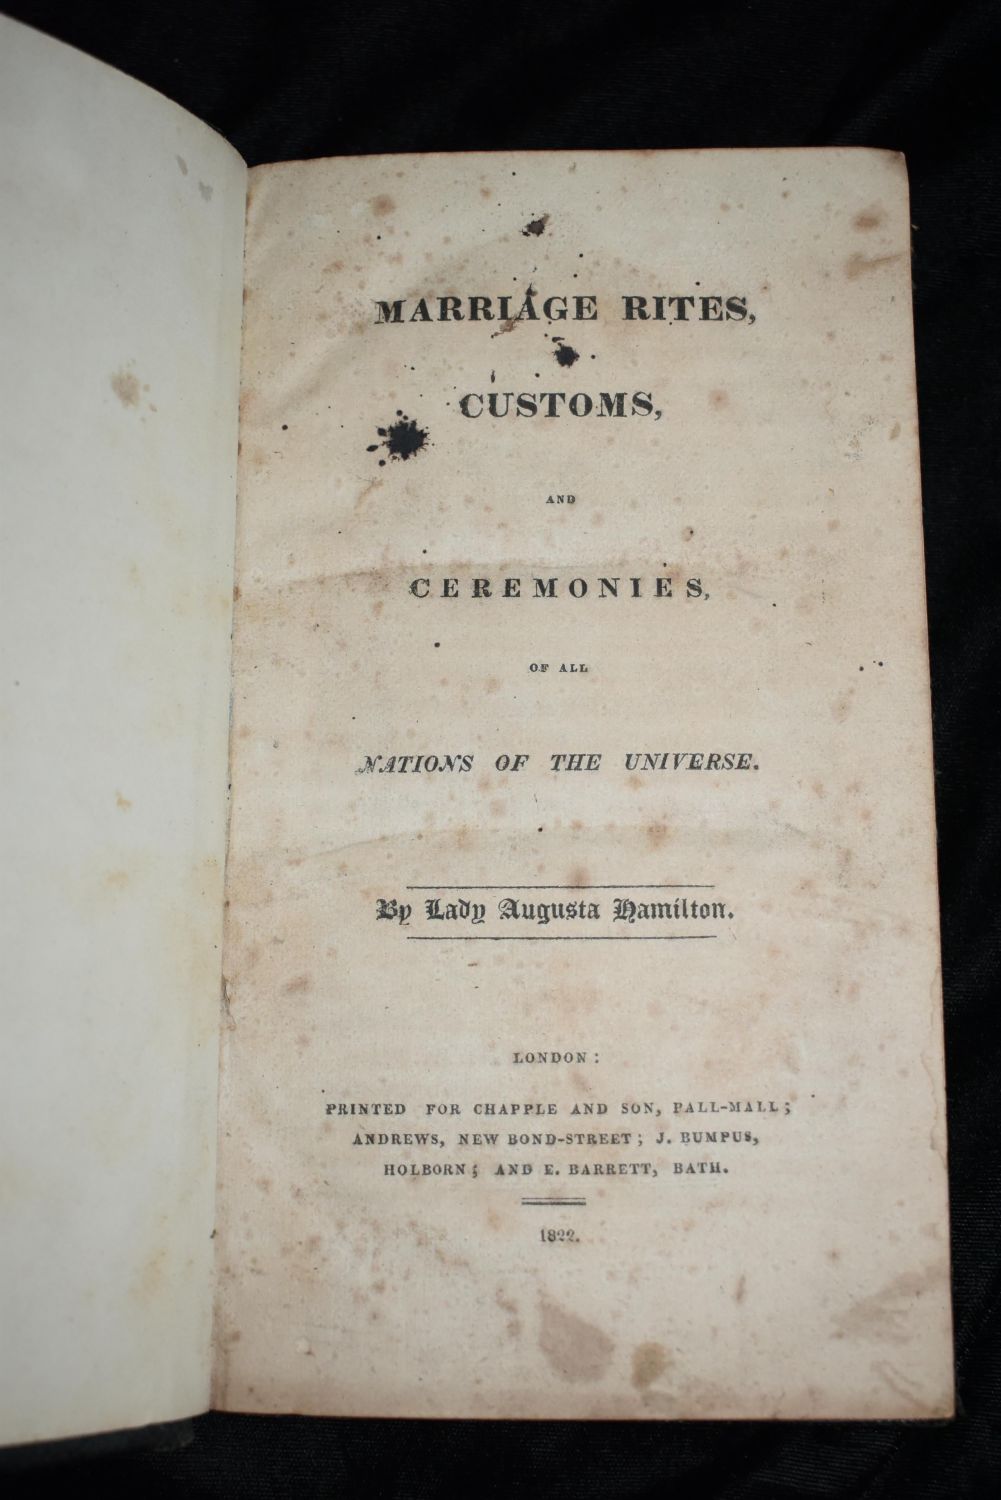 MARRIAGE RITES,
CUSTOMS,
AND
CEREMONIES,
OF ALL
NATIONS OF THE UNIVERSE.
By Lady Augusta Hamilton.
LONDON:
PRINTED FOR CHAPPLE AND SON, PALL-MALL;
ANDREWS, NEW BOND-STREET; J. BUMPUS,
HOLBORN; AND E. BARRETT, BATH.
1822.